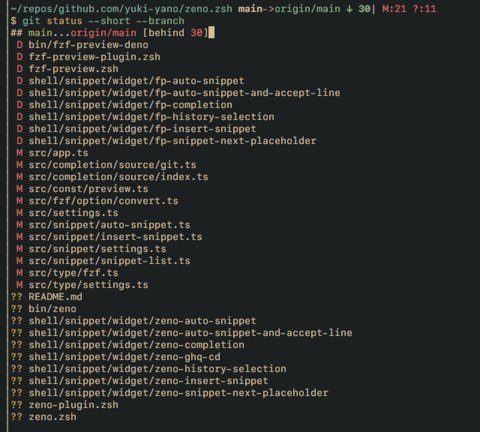 ~/repos/github.com/yuki-yano/zeno.zsh main->origin/main ↓ 30| M:21 ?:11
$ git status --short --branch
## main...origin/main [behind 30]
 D bin/fzf-preview-deno
 D fzf-preview-plugin.zsh
 D fzf-preview.zsh
 D shell/snippet/widget/fp-auto-snippet
 D shell/snippet/widget/fp-auto-snippet-and-accept-line
 D shell/snippet/widget/fp-completion
 D shell/snippet/widget/fp-history-selection
 D shell/snippet/widget/fp-insert-snippet
 D shell/snippet/widget/fp-snippet-next-placeholder
 M src/app.ts
 M src/completion/source/git.ts
 M src/completion/source/index.ts
 M src/const/preview.ts
 M src/fzf/option/convert.ts
 M src/settings.ts
 M src/snippet/auto-snippet.ts
 M src/snippet/insert-snippet.ts
 M src/snippet/settings.ts
 M src/snippet/snippet-list.ts
 M src/type/fzf.ts
 M src/type/settings.ts
?? README.md
?? bin/zeno
?? shell/snippet/widget/zeno-auto-snippet
?? shell/snippet/widget/zeno-auto-snippet-and-accept-line
?? shell/snippet/widget/zeno-completion
?? shell/snippet/widget/zeno-ghq-cd
?? shell/snippet/widget/zeno-history-selection
?? shell/snippet/widget/zeno-insert-snippet
?? shell/snippet/widget/zeno-snippet-next-placeholder
?? zeno-plugin.zsh
?? zeno.zsh